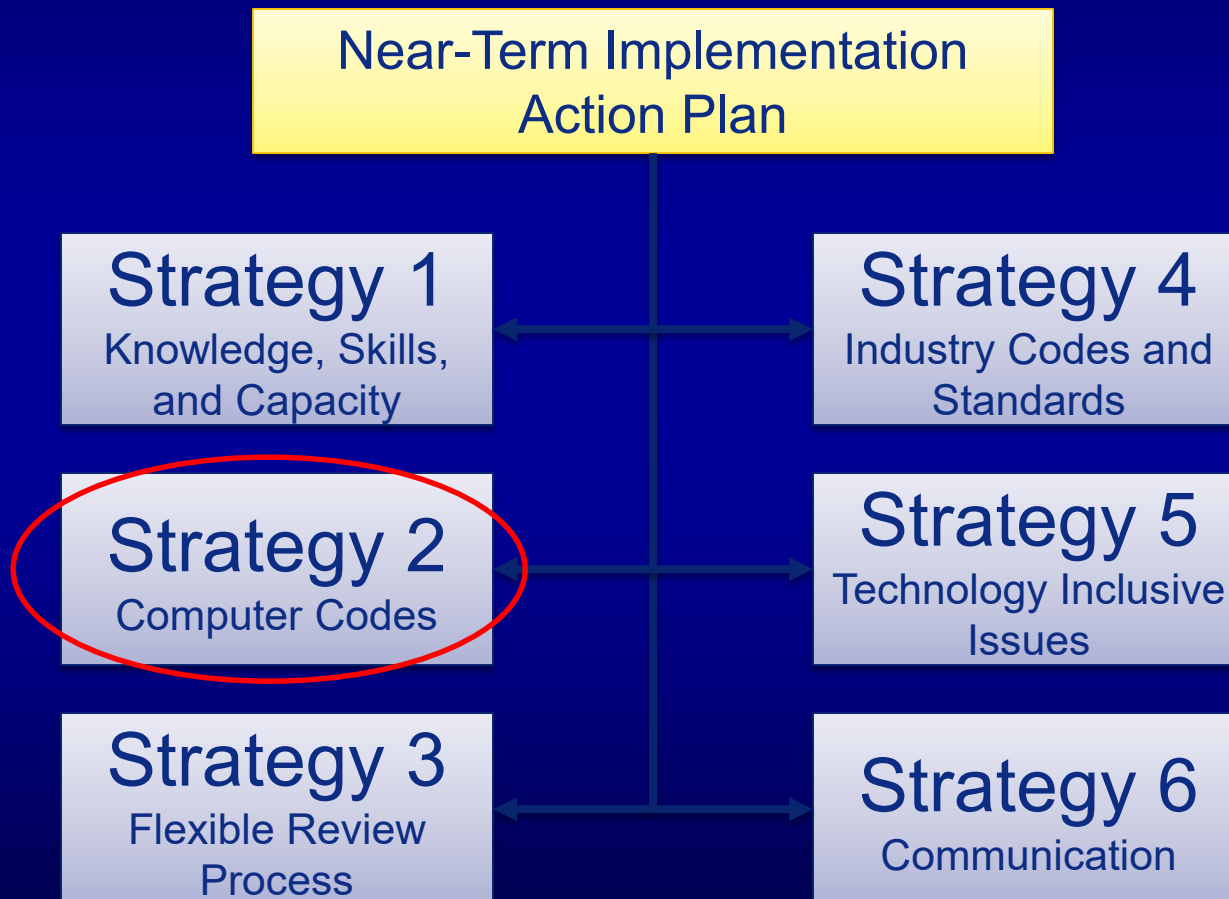 Near-Term Implementation
Action Plan
Strategy 1
Knowledge, Skills,
and Capacity
Strategy 2
Computer Codes
Strategy 3
Flexible Review
Process
Strategy 4
Industry Codes and
Standards
Strategy 5
Technology Inclusive
Issues
Strategy 6
Communication